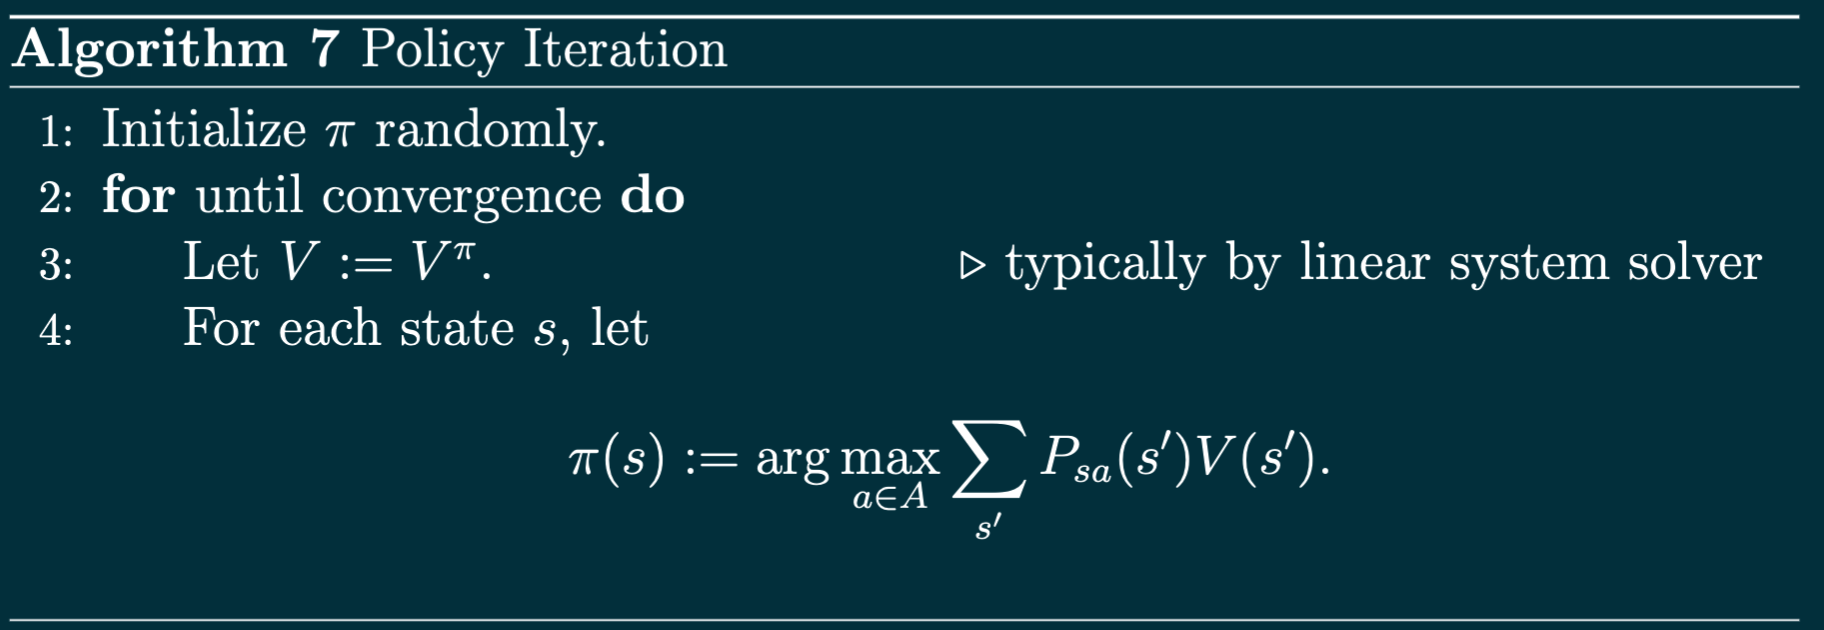 Algorithm 7 Policy Iteration
1: Initialize π randomly.
2: for until convergence do
3: Let V := V^π. ▷ typically by linear system solver
4: For each state s, let
π(s) := arg max_{a∈A} ∑_{s′} P_{sa}(s′)V(s′).